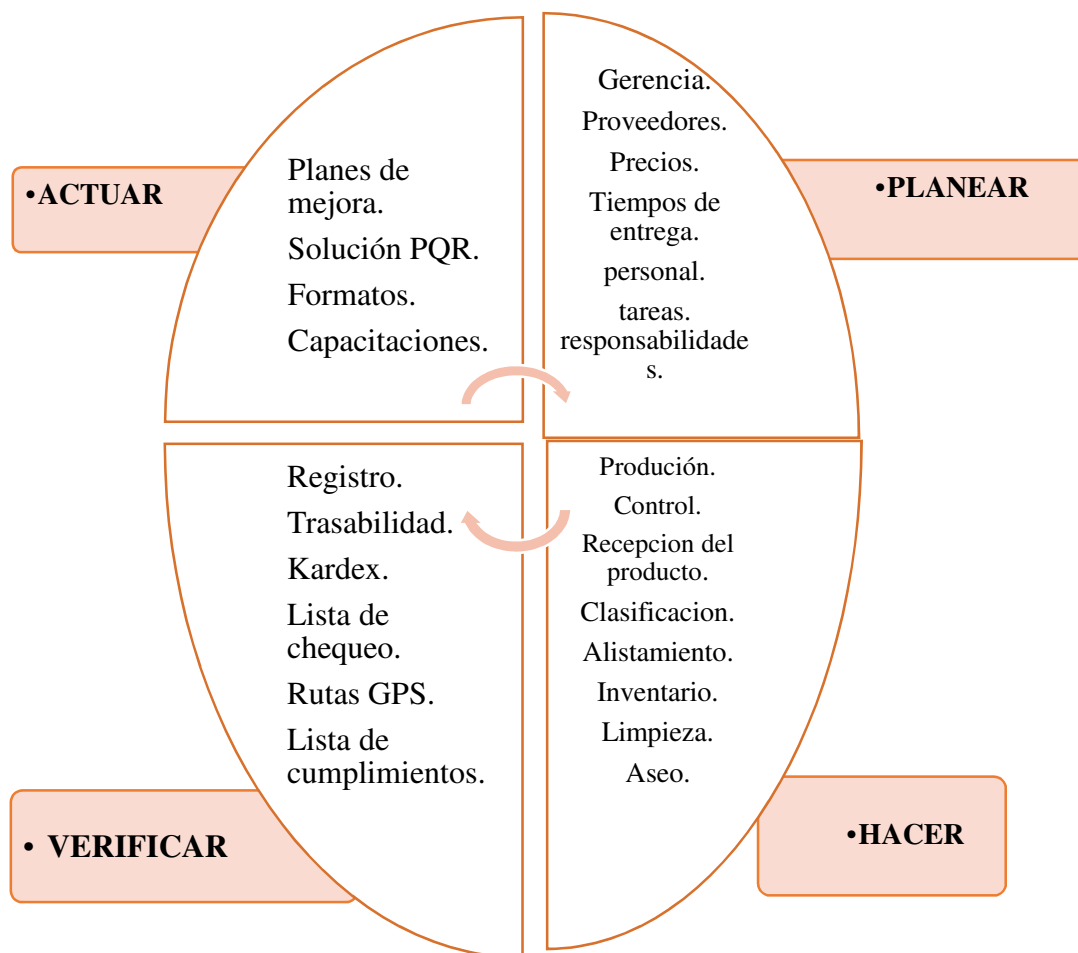 •ACTUAR
Planes de
mejora.
Solución PQR.
Formatos.
Capacitaciones.
•PLANEAR
Gerencia.
Proveedores.
Precios.
Tiempos de
entrega.
personal.
tareas.
responsabilidade
s.
Registro.
Trasabilidad.
Kardex.
Lista de
chequeo.
Rutas GPS.
Lista de
cumplimientos.
• VERIFICAR
Produción.
Control.
Recepcion del
producto.
Clasificacion.
Alistamiento.
Inventario.
Limpieza.
Aseo.
•HACER